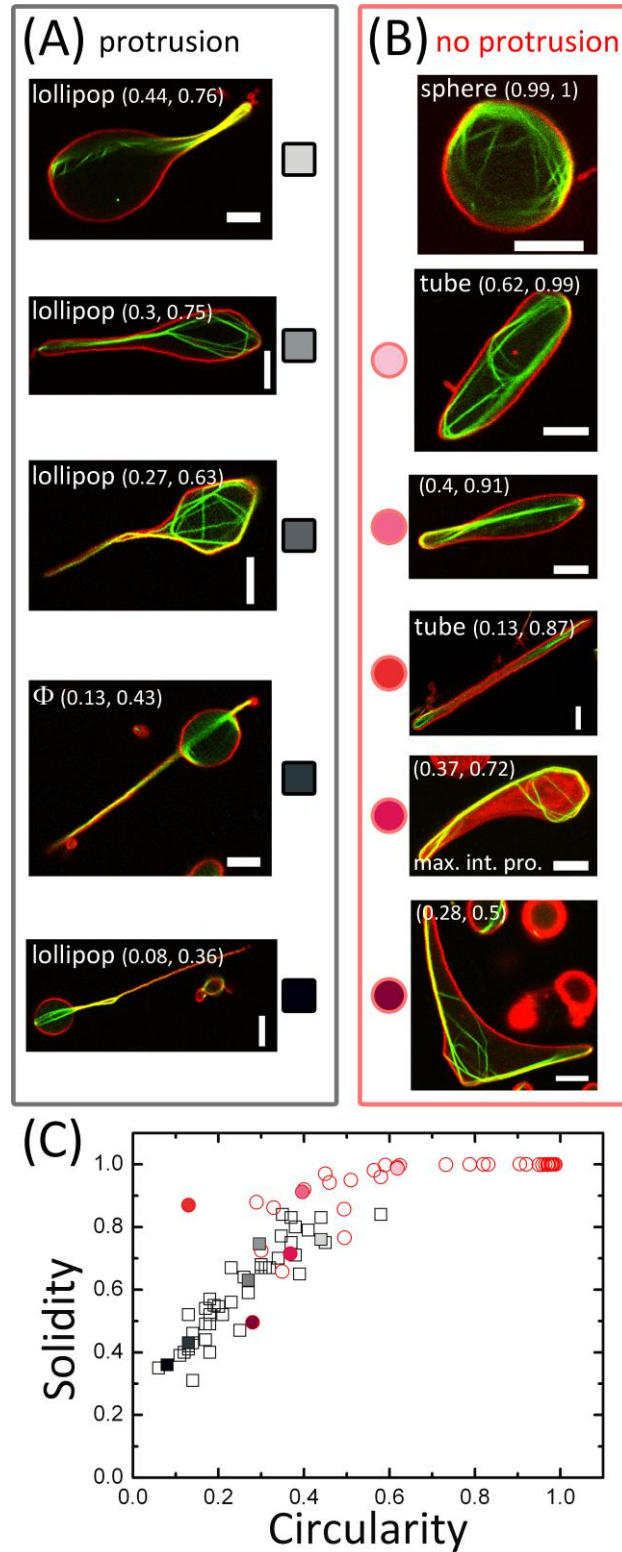 (A) protrusion
lollipop (0.44, 0.76)
lollipop (0.3, 0.75)
lollipop (0.27, 0.63)
Φ (0.13, 0.43)
lollipop (0.08, 0.36)
(B) no protrusion
sphere (0.99, 1)
tube (0.62, 0.99)
(0.4, 0.91)
tube (0.13, 0.87)
(0.37, 0.72)
max. int. pro.
(0.28, 0.5)
(C)
Solidity
1.0
0.8
0.6
0.4
0.2
0.0
0.0 0.2 0.4 0.6 0.8 1.0
Circularity